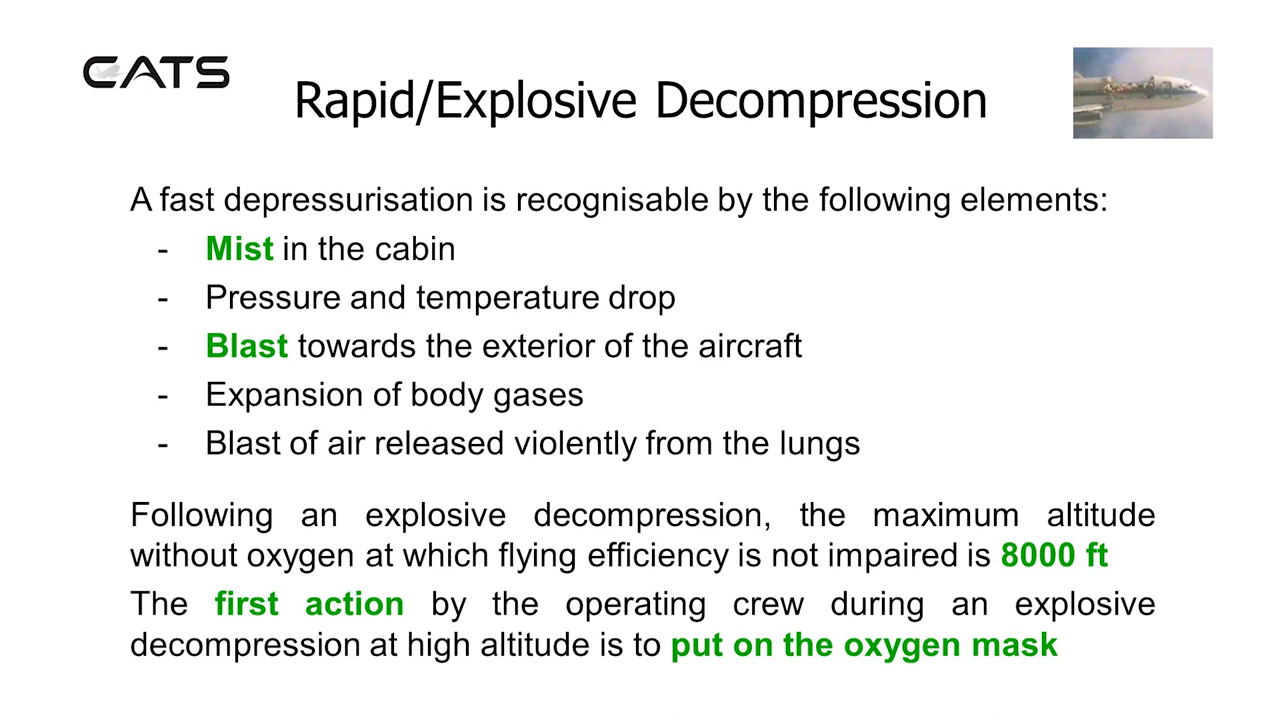 CATS
Rapid/Explosive Decompression
A fast depressurisation is recognisable by the following elements:
- Mist in the cabin
- Pressure and temperature drop
- Blast towards the exterior of the aircraft
- Expansion of body gases
- Blast of air released violently from the lungs
Following an explosive decompression, the maximum altitude
without oxygen at which flying efficiency is not impaired is 8000 ft
The first action by the operating crew during an explosive
decompression at high altitude is to put on the oxygen mask